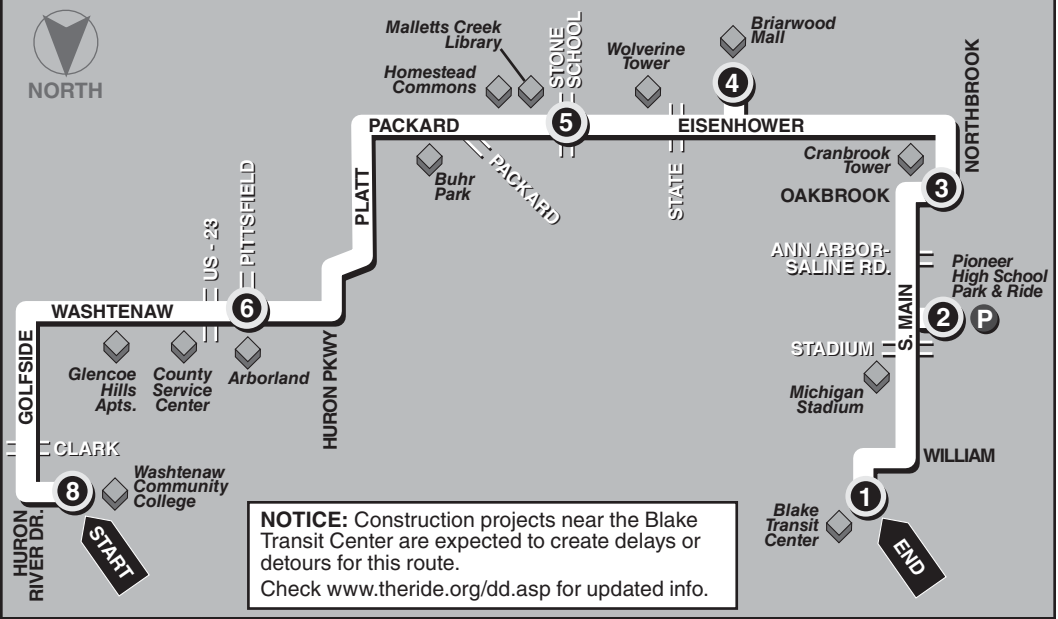 NORTH
Malletts Creek
Library
Homestead
Commons
STONE
SCHOOL
Wolverine
Tower
Briarwood
Mall
4
NORTHBROOK
PACKARD
5
EISENHOWER
Buhr
Park
PACKARD
STATE
Cranbrook
Tower
3
OAKBROOK
PLATT
US - 23
PITTSFIELD
ANN ARBOR-
SALINE RD.
Pioneer
High School
Park & Ride
2
P
S. MAIN
STADIUM
Michigan
Stadium
WASHTENAW
6
GOLFSIDE
Glencoe
Hills
Apts.
County
Service
Center
Arborland
HURON PKWY
CLARK
8
Washtenaw
Community
College
HURON
RIVER DR.
START
WILLIAM
1
Blake
Transit
Center
END
NOTICE: Construction projects near the Blake
Transit Center are expected to create delays or
detours for this route.
Check www.theride.org/dd.asp for updated info.